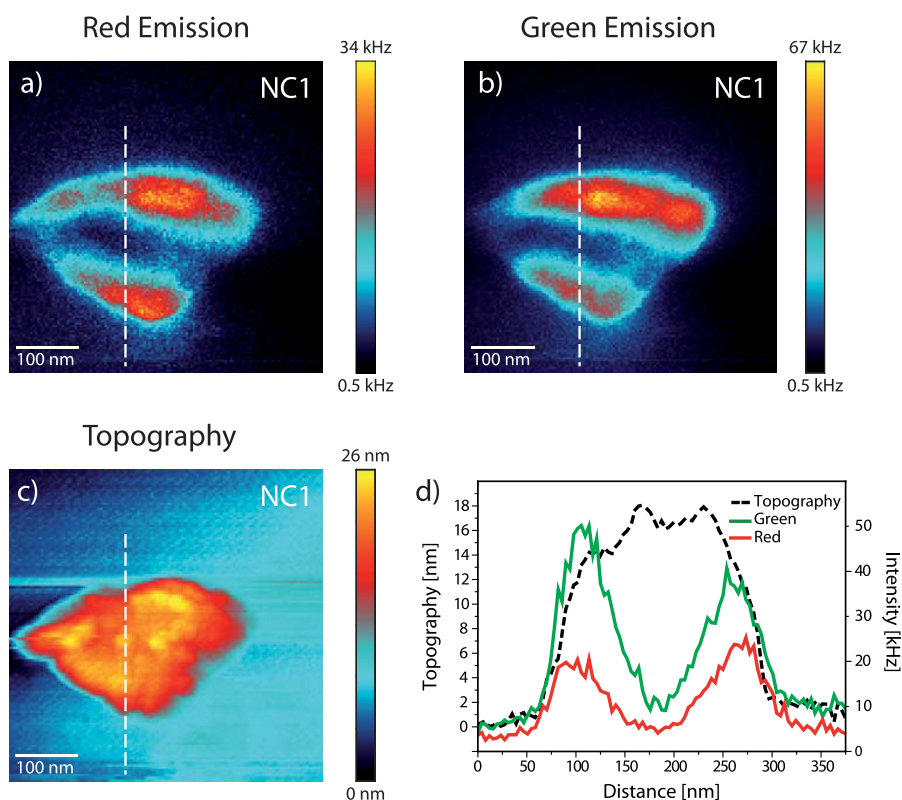 Red Emission
34 kHz
a)
NC1
100 nm
0.5 kHz
Green Emission
67 kHz
b)
NC1
100 nm
0.5 kHz
Topography
26 nm
c)
NC1
100 nm
0 nm
d)
Topography
Green
Red
Topography [nm]
18
16
14
12
10
8
6
4
2
0
Intensity [kHz]
50
40
30
20
10
0
0 50 100 150 200 250 300 350
Distance [nm]